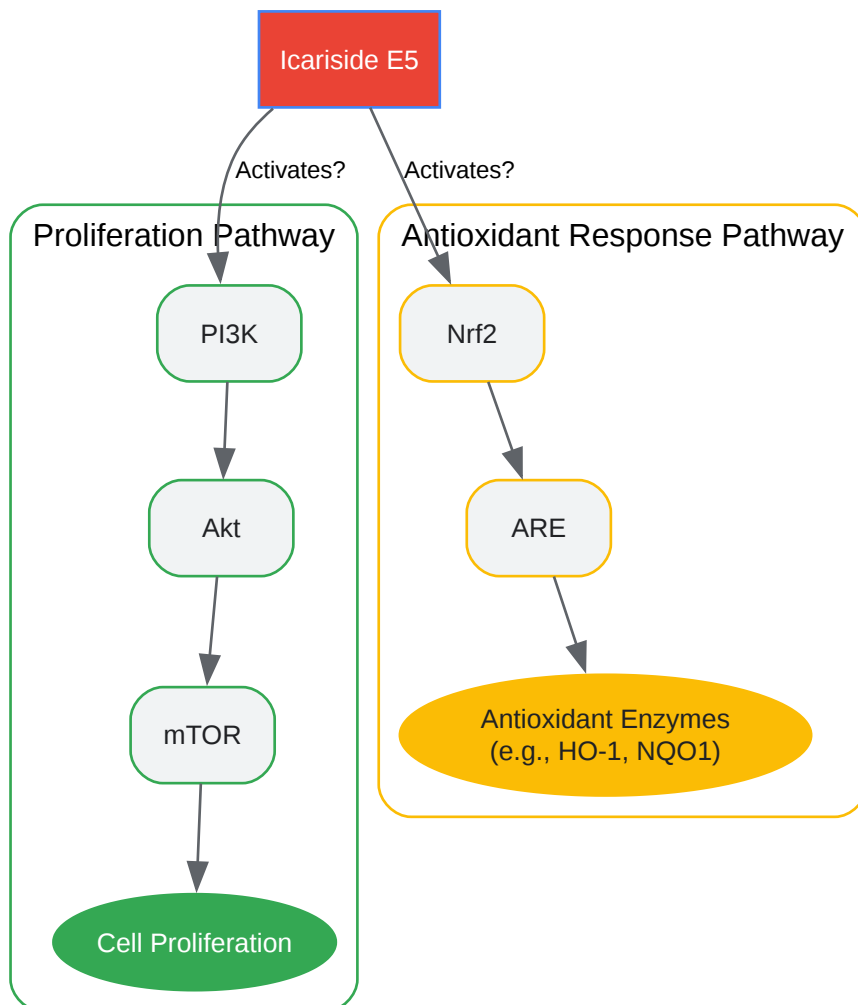 Icariside E5
Activates?
Activates?
Proliferation Pathway
Antioxidant Response Pathway
PI3K
Nrf2
Akt
ARE
mTOR
Antioxidant Enzymes
(e.g., HO-1, NQO1)
Cell Proliferation